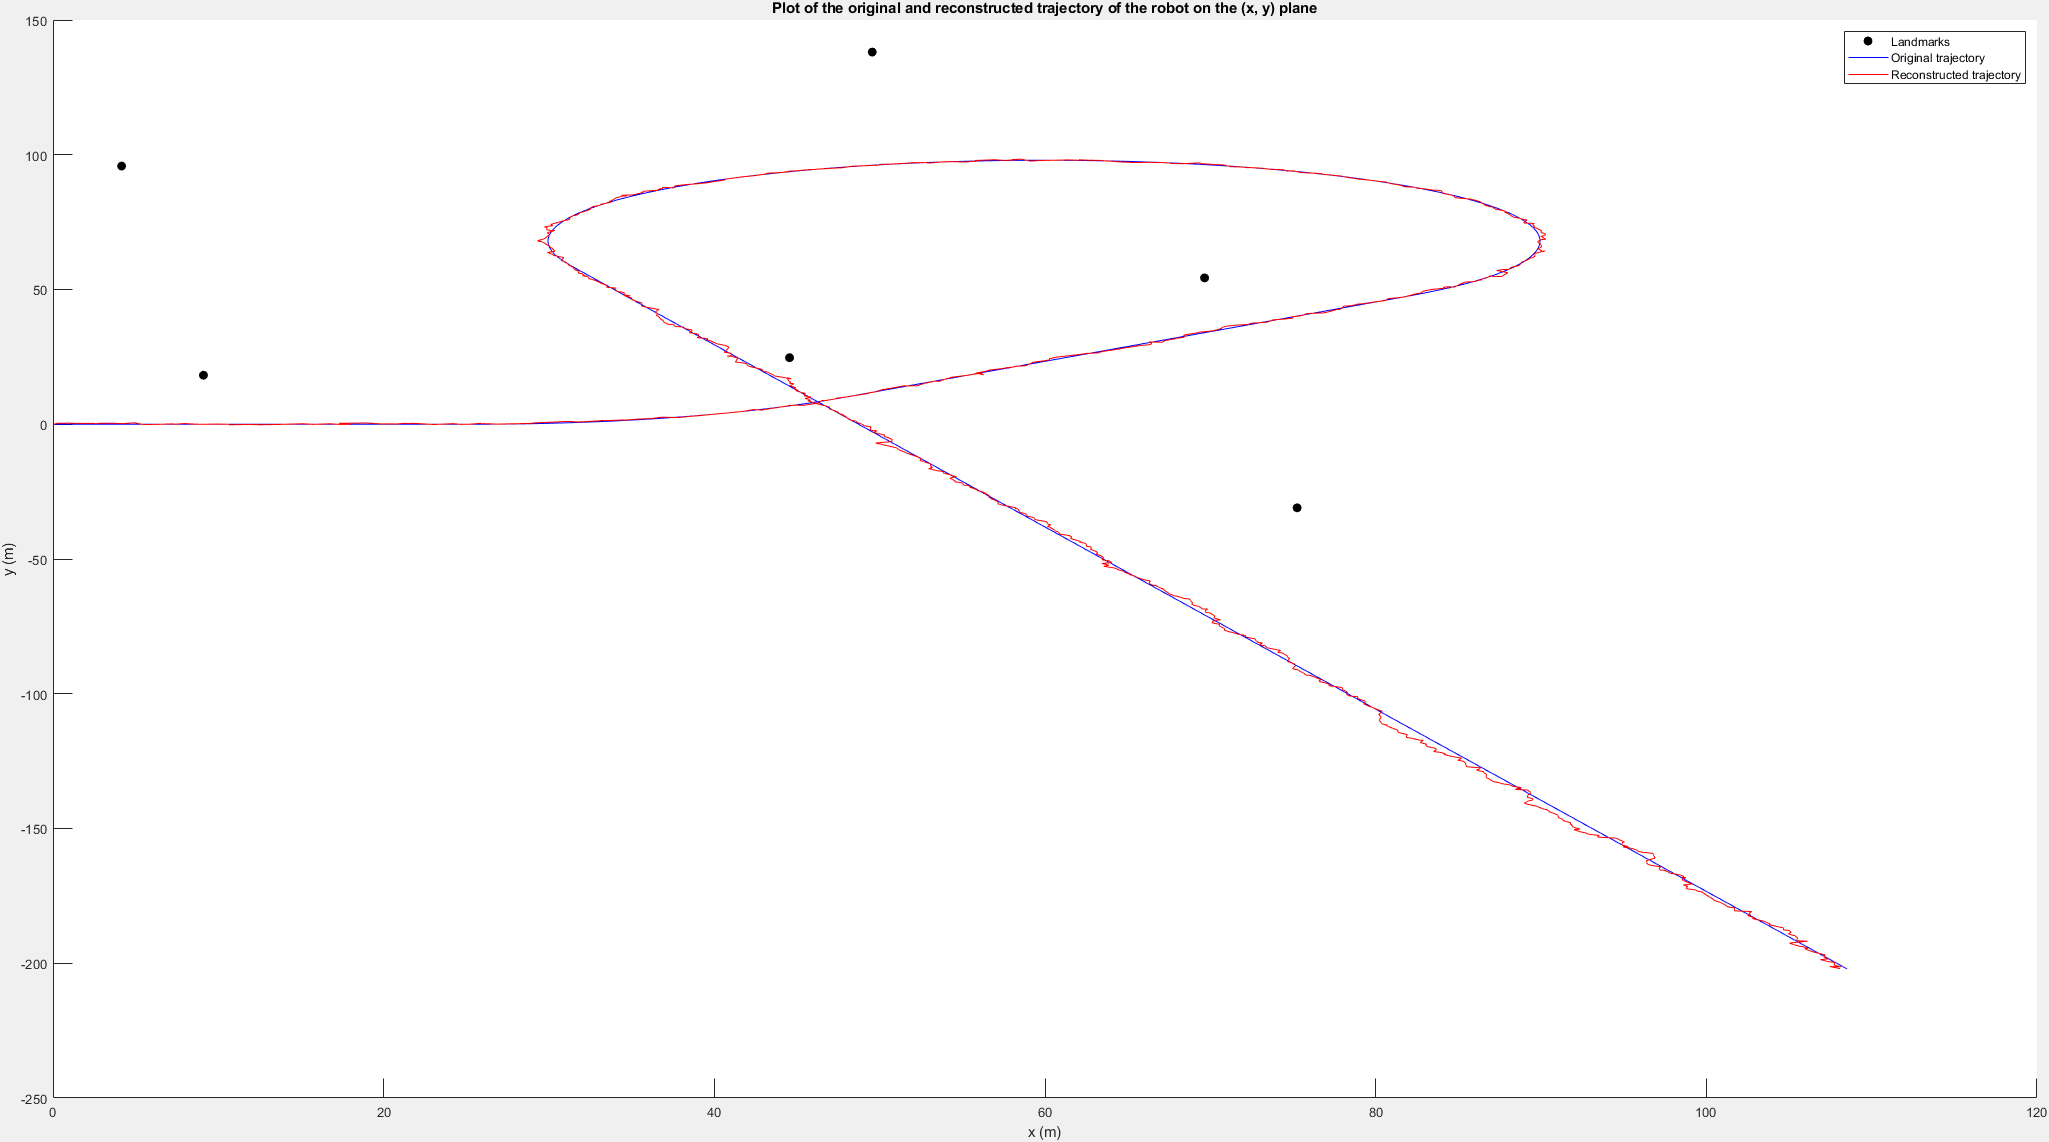 Plot of the original and reconstructed trajectory of the robot on the (x, y) plane
Landmarks
Original trajectory
Reconstructed trajectory
150
100
50
0
-50
-100
-150
-200
-250
y (m)
0
20
40
60
80
100
120
x (m)